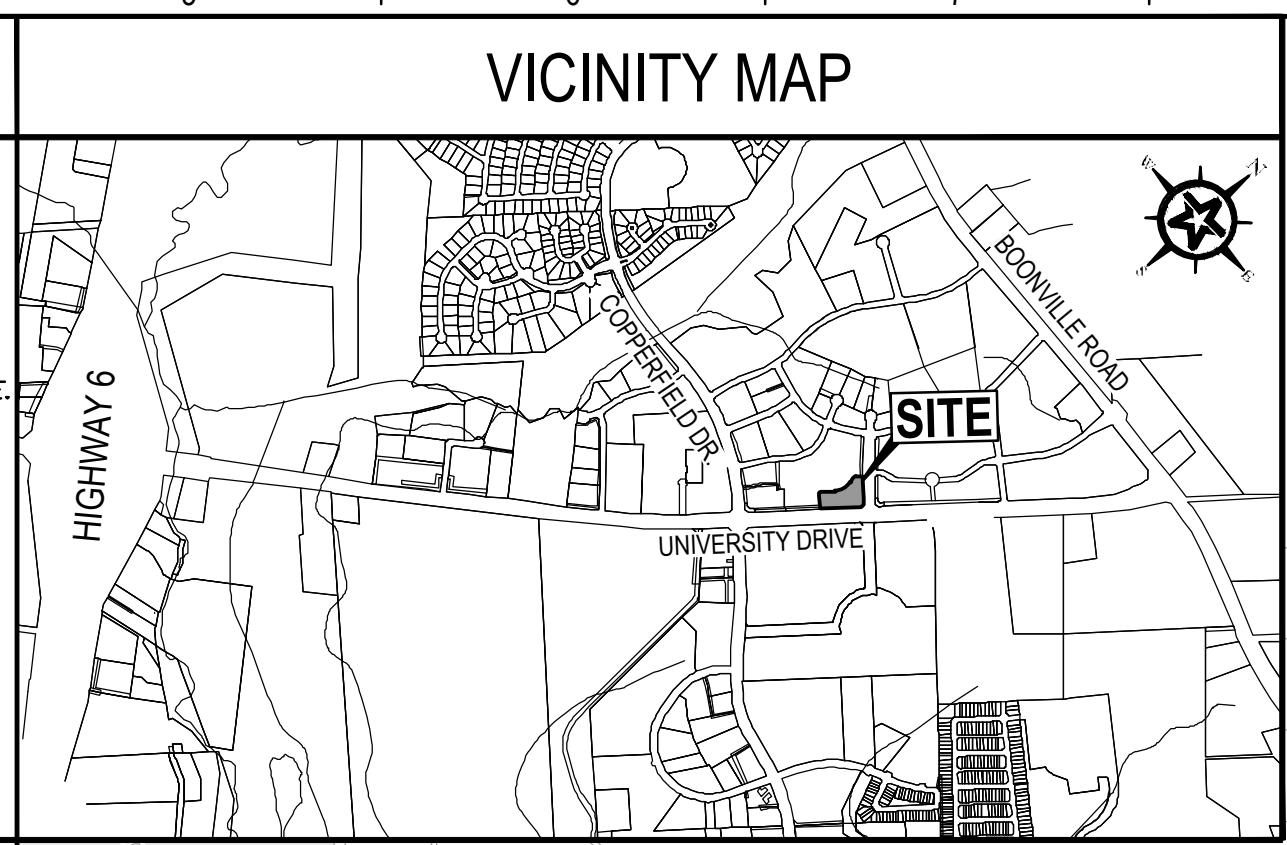 VICINITY MAP
N
BOONVILLE ROAD
COPPERFIELD DR.
HIGHWAY 6
SITE
UNIVERSITY DRIVE